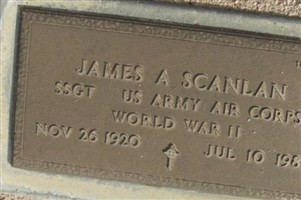 JAMES A SCANLAN
SSGT US ARMY AIR CORPS
WORLD WAR II
NOV 26 1920 JUL 10